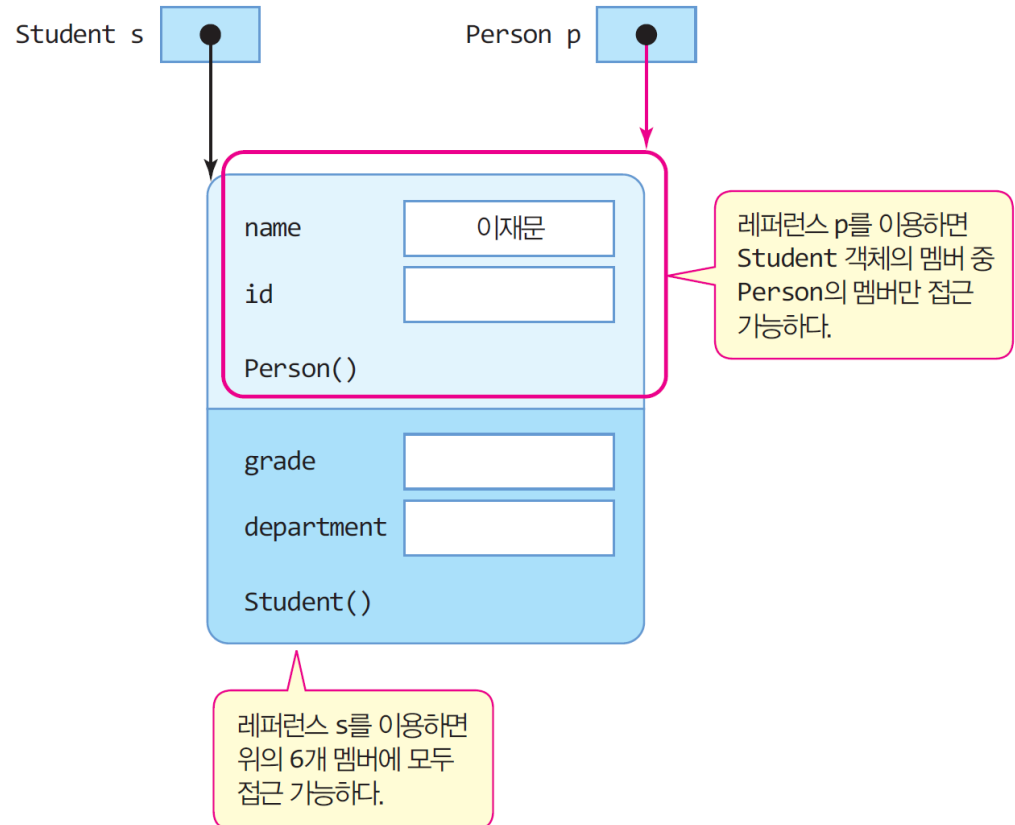 Student s
Person p
name
이재문
id
Person()
레퍼런스 p를 이용하면
Student 객체의 멤버 중
Person의 멤버만 접근
가능하다.
grade
department
Student()
레퍼런스 s를 이용하면
위의 6개 멤버에 모두
접근 가능하다.